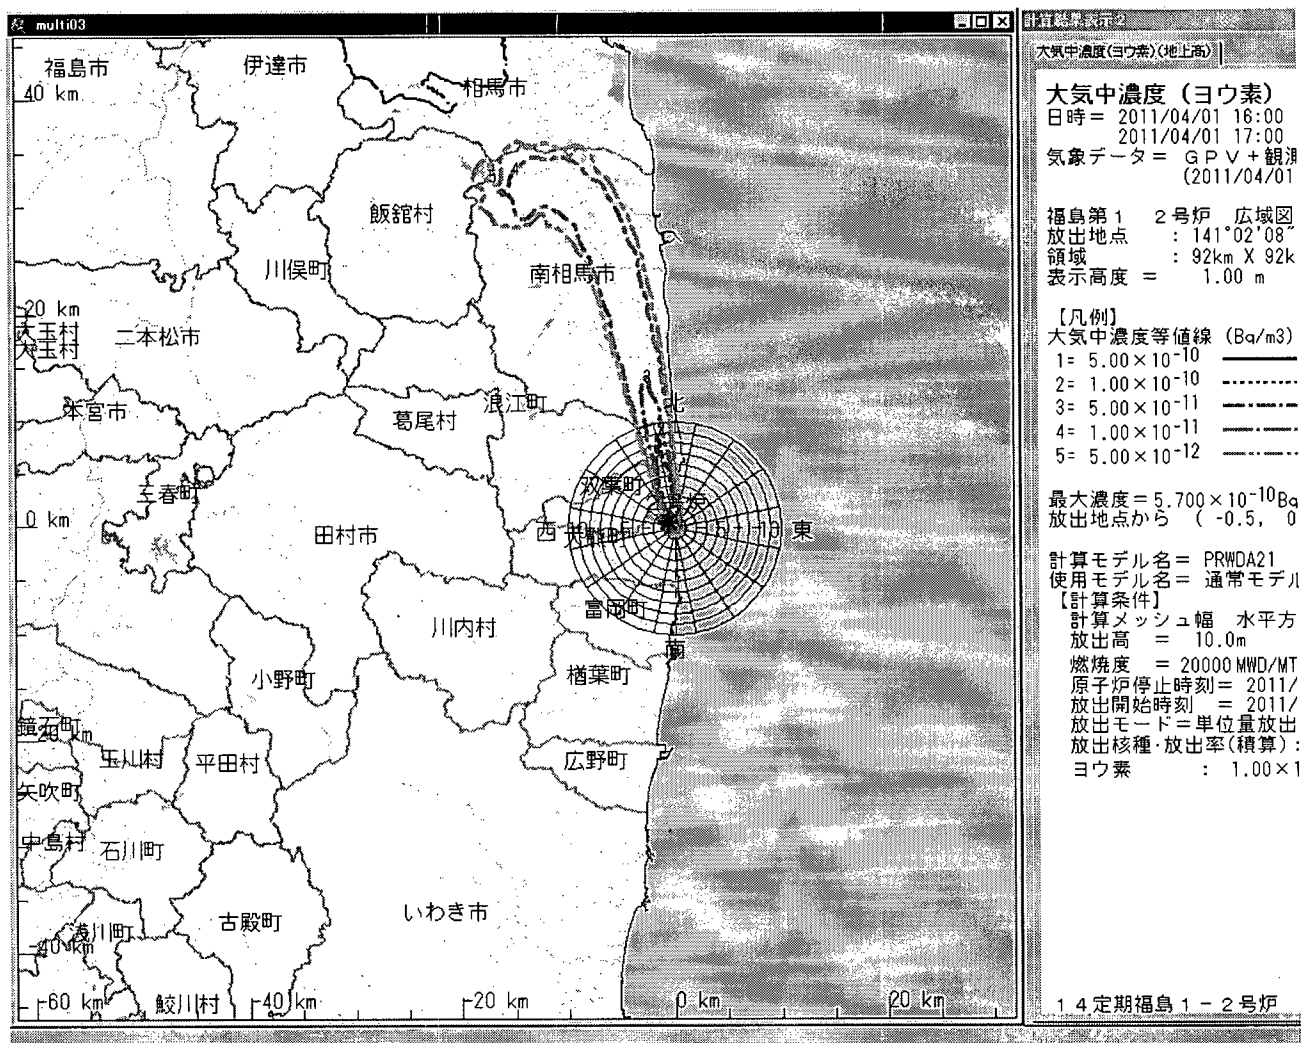 multi03
福島市
伊達市
相馬市
40 km
飯舘村
川俣町
南相馬市
20 km
大玉村
大玉村
二本松市
本宮市
葛尾村
浪江町
北
三春町
双葉町
0 km
田村市
西
東
富岡町
川内村
南
小野町
楢葉町
鏡石町
玉川村
平田村
広野町
矢吹町
中島村
石川町
古殿町
いわき市
浅川町
-40 km
鮫川村
-60 km
-40 km
-20 km
0 km
20 km
計算結果表示2
大気中濃度(ヨウ素)(地上高)
大気中濃度(ヨウ素)
日時= 2011/04/01 16:00
2011/04/01 17:00
気象データ= GPV+観測
(2011/04/01
福島第1 2号炉 広域図
放出地点 : 141°02'08"
領域 : 92km X 92k
表示高度 = 1.00 m
【凡例】
大気中濃度等値線 (Bq/m3)
1= 5.00×10-10
2= 1.00×10-10
3= 5.00×10-11
4= 1.00×10-11
5= 5.00×10-12
最大濃度=5.700×10-10Bq
放出地点から ( -0.5, 0
計算モデル名= PRWDA21
使用モデル名= 通常モデル
【計算条件】
計算メッシュ幅 水平方
放出高 = 10.0m
燃焼度 = 20000MWD/MT
原子炉停止時刻= 2011/
放出開始時刻 = 2011/
放出モード=単位量放出
放出核種・放出率(積算):
ヨウ素 : 1.00×1
14定期福島1-2号炉